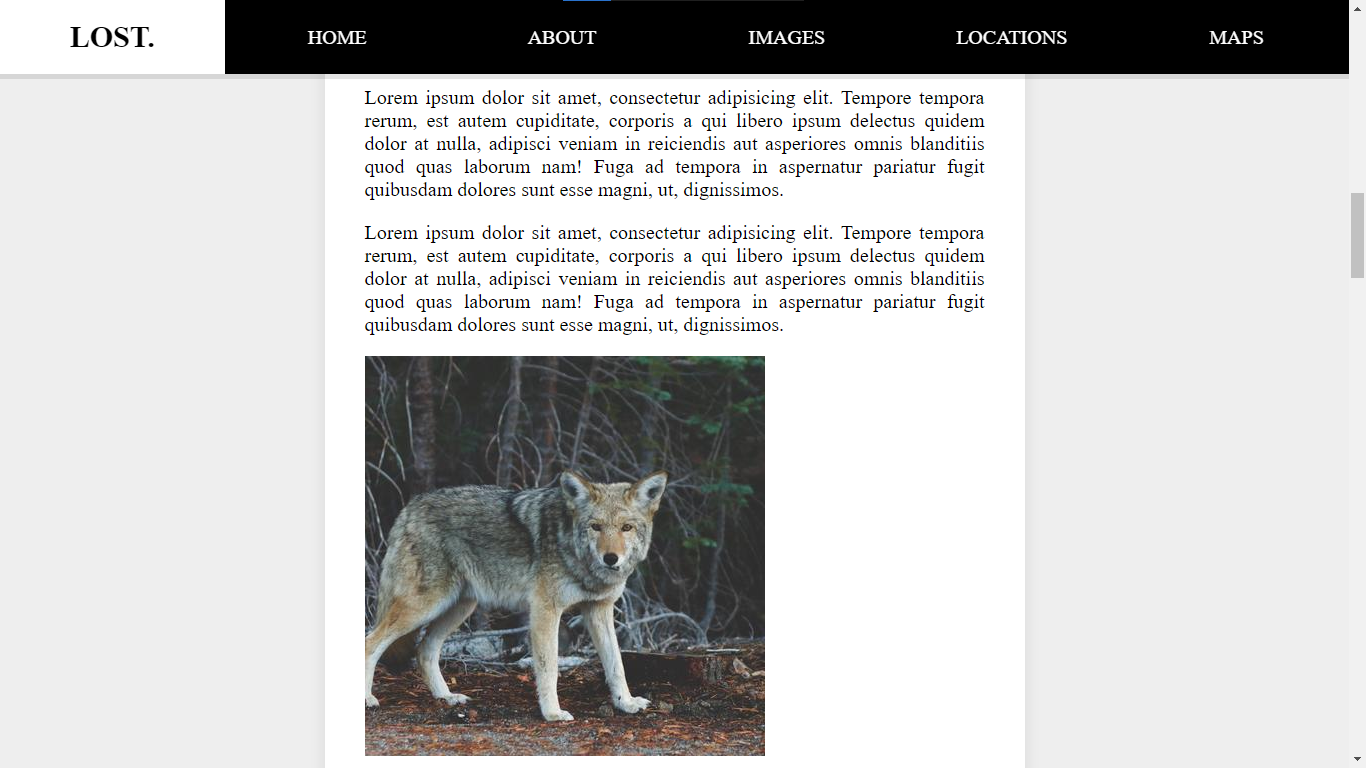 LOST.
HOME
ABOUT
IMAGES
LOCATIONS
MAPS
Lorem ipsum dolor sit amet, consectetur adipisicing elit. Tempore tempora
rerum, est autem cupiditate, corporis a qui libero ipsum delectus quidem
dolor at nulla, adipisci veniam in reiciendis aut asperiores omnis blanditiis
quod quas laborum nam! Fuga ad tempora in aspernatur pariatur fugit
quibusdam dolores sunt esse magni, ut, dignissimos.
Lorem ipsum dolor sit amet, consectetur adipisicing elit. Tempore tempora
rerum, est autem cupiditate, corporis a qui libero ipsum delectus quidem
dolor at nulla, adipisci veniam in reiciendis aut asperiores omnis blanditiis
quod quas laborum nam! Fuga ad tempora in aspernatur pariatur fugit
quibusdam dolores sunt esse magni, ut, dignissimos.